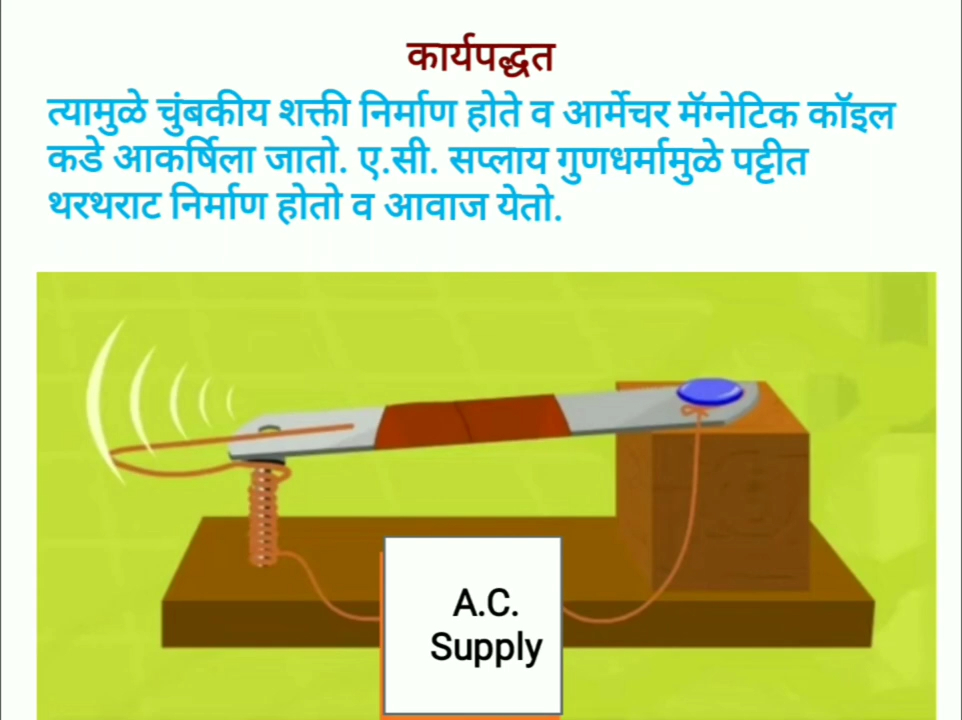 कार्यपद्धत
त्यामुळे चुंबकीय शक्ती निर्माण होते व आर्मेचर मॅग्नेटिक कॉइल
कडे आकर्षिला जातो. ए.सी. सप्लाय गुणधर्मामुळे पट्टीत
थरथराट निर्माण होतो व आवाज येतो.
A.C.
Supply